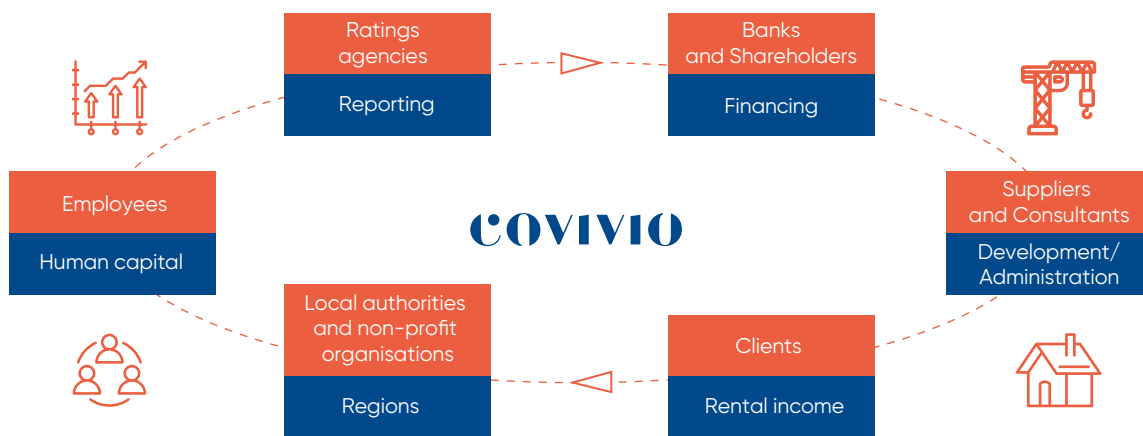 Ratings
agencies
Reporting
Banks
and Shareholders
Financing
Employees
Human capital
COVIVIO
Suppliers
and Consultants
Development/
Administration
Local authorities
and non-profit
organisations
Regions
Clients
Rental income